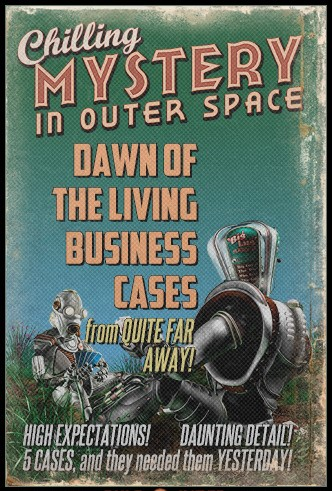 Chilling
MYSTERY
IN OUTER SPACE
DAWN OF
THE LIVING
BUSINESS
CASES
from QUITE FAR
AWAY!
HIGH EXPECTATIONS! DAUNTING DETAIL!
5 CASES, and they needed them YESTERDAY!